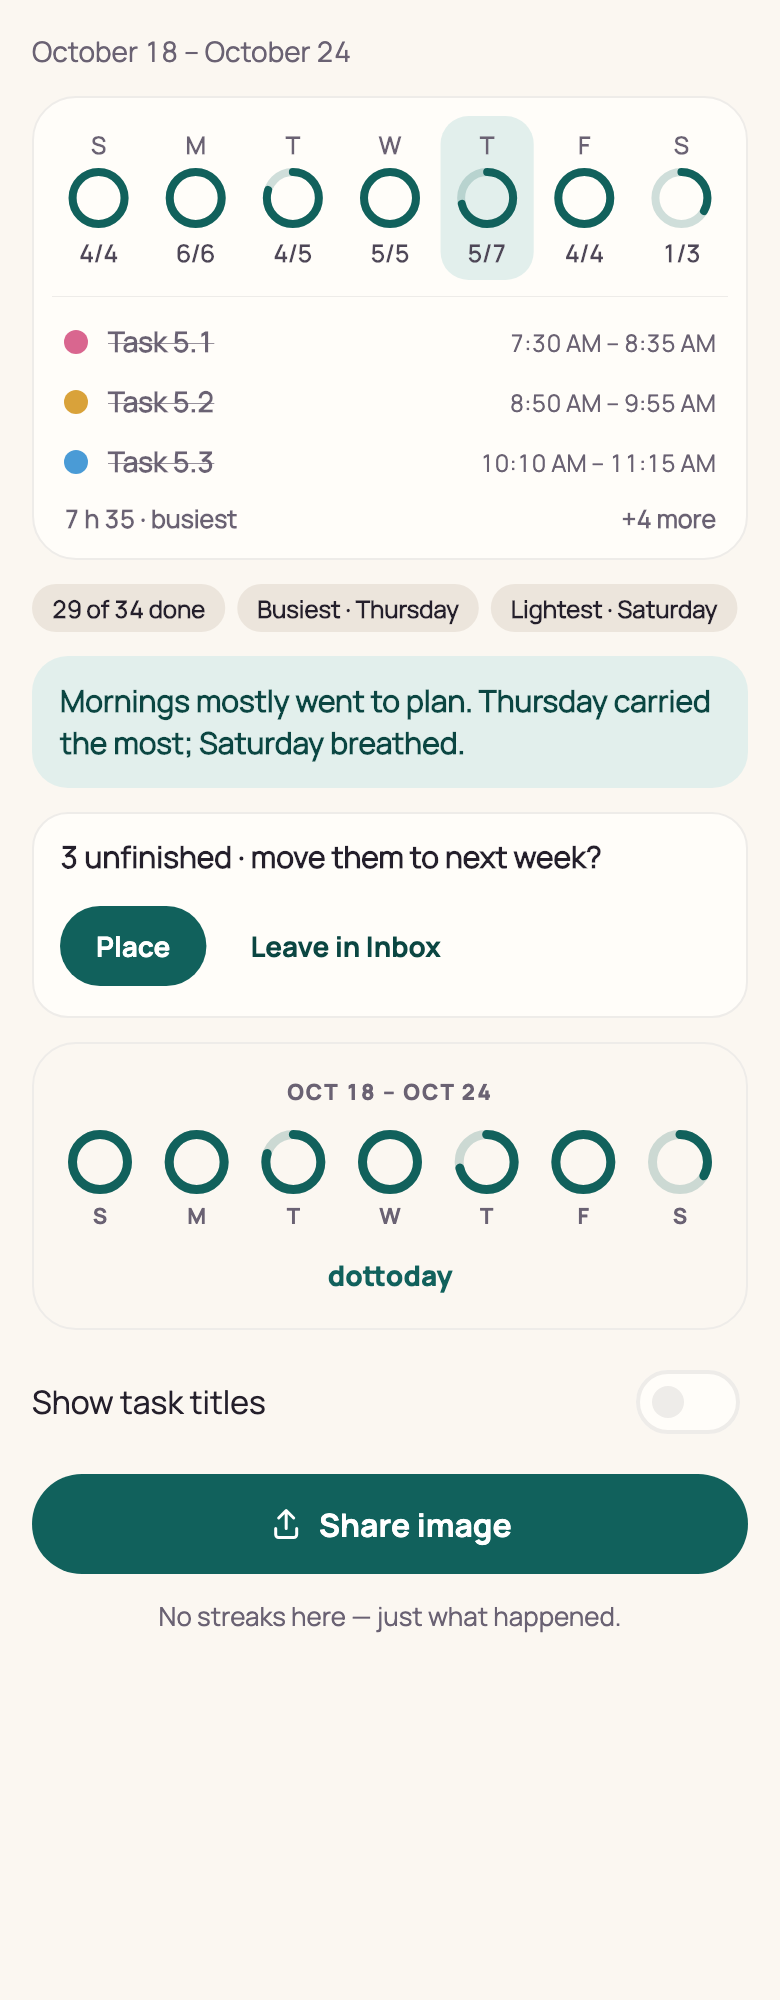 October 18 – October 24
S M T W T F S
4/4 6/6 4/5 5/5 5/7 4/4 1/3
Task 5.1 7:30 AM – 8:35 AM
Task 5.2 8:50 AM – 9:55 AM
Task 5.3 10:10 AM – 11:15 AM
7 h 35 · busiest +4 more
29 of 34 done Busiest · Thursday Lightest · Saturday
Mornings mostly went to plan. Thursday carried
the most; Saturday breathed.
3 unfinished · move them to next week?
Place Leave in Inbox
OCT 18 – OCT 24
S M T W T F S
dottoday
Show task titles
Share image
No streaks here — just what happened.